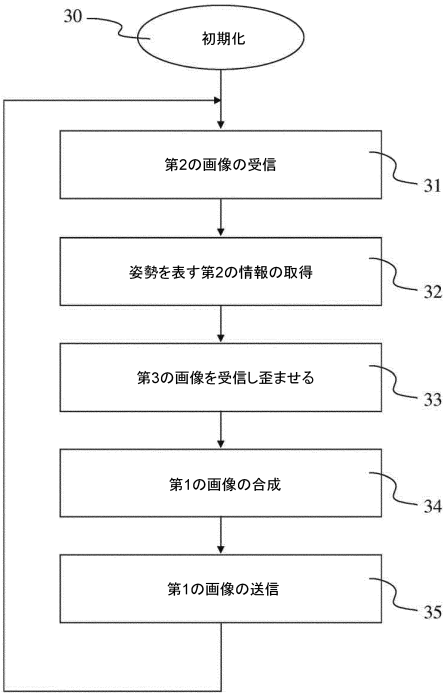 30
初期化
第2の画像の受信
31
姿勢を表す第2の情報の取得
32
第3の画像を受信し歪ませる
33
第1の画像の合成
34
第1の画像の送信
35